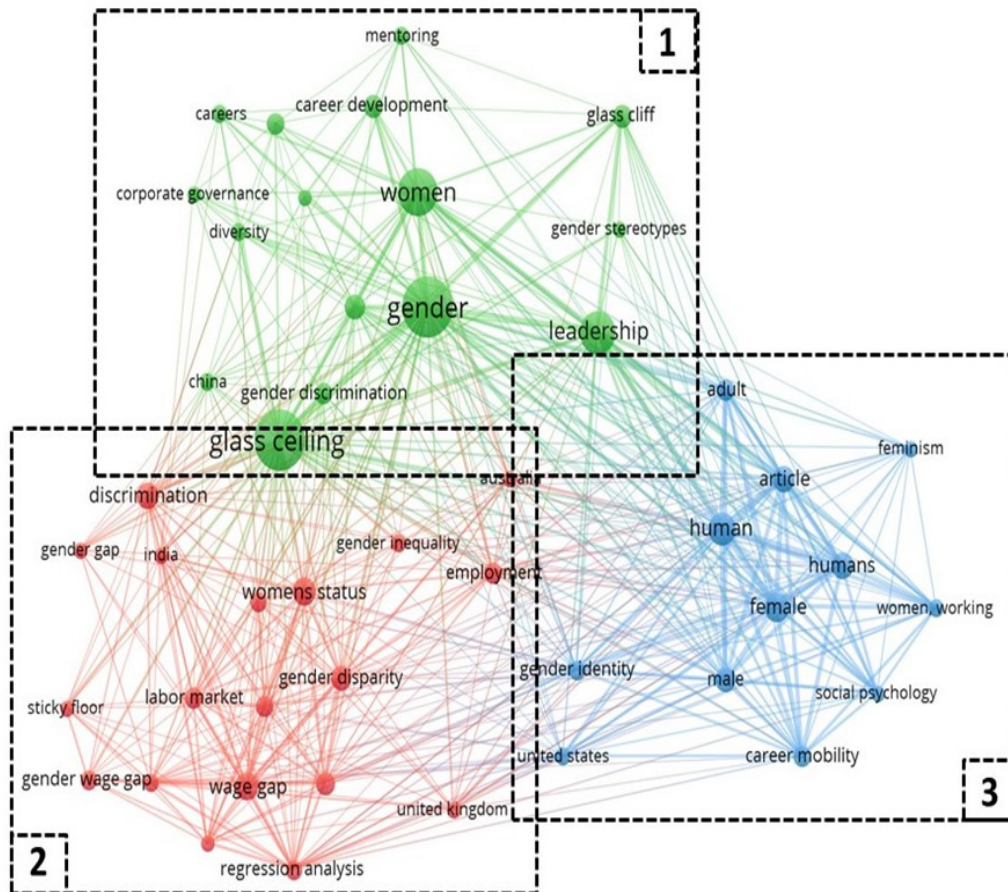 mentoring
1
careers
career development
glass cliff
corporate governance
women
diversity
gender stereotypes
gender
leadership
china
gender discrimination
adult
glass ceiling
feminism
discrimination
australia
article
gender gap
india
gender inequality
human
employment
humans
womens status
female
women, working
gender disparity
gender identity
male
labor market
social psychology
sticky floor
united states
career mobility
gender wage gap
wage gap
united kingdom
3
2
regression analysis